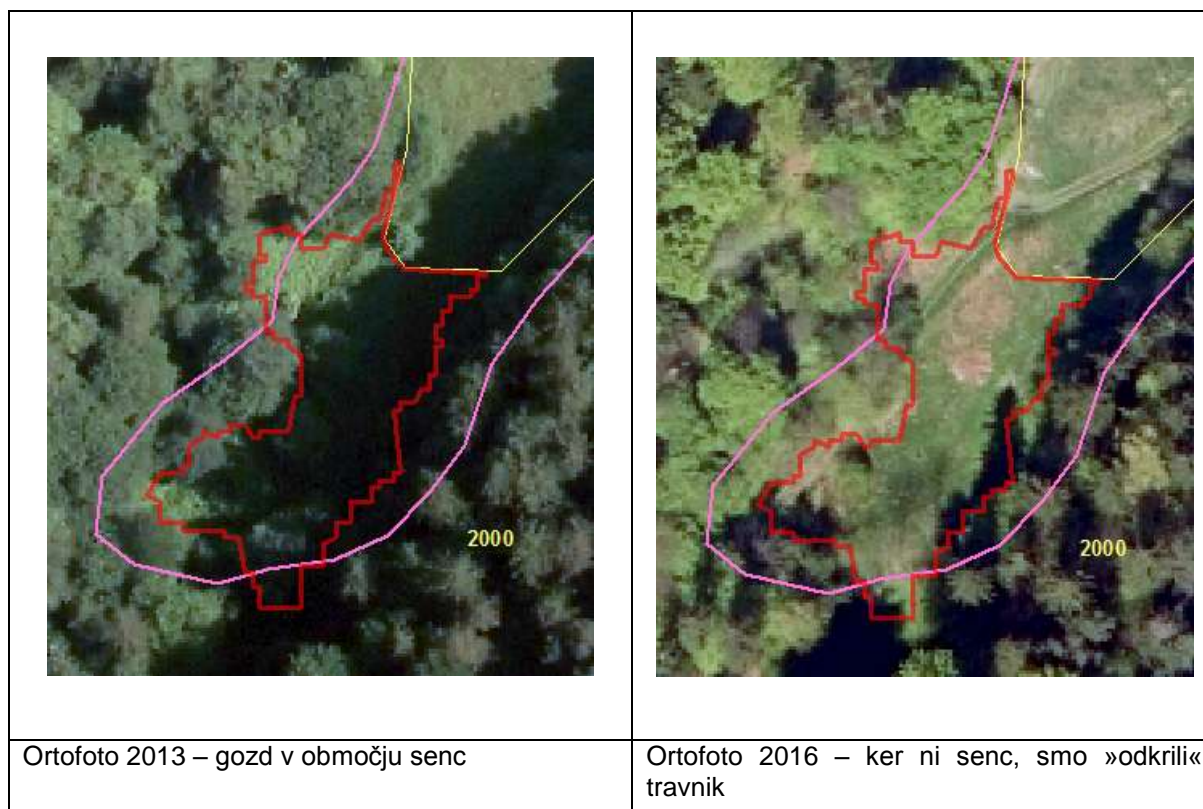 2000
2000
Ortofoto 2013 – gozd v območju senc
Ortofoto 2016 – ker ni senc, smo »odkrili«
travnik